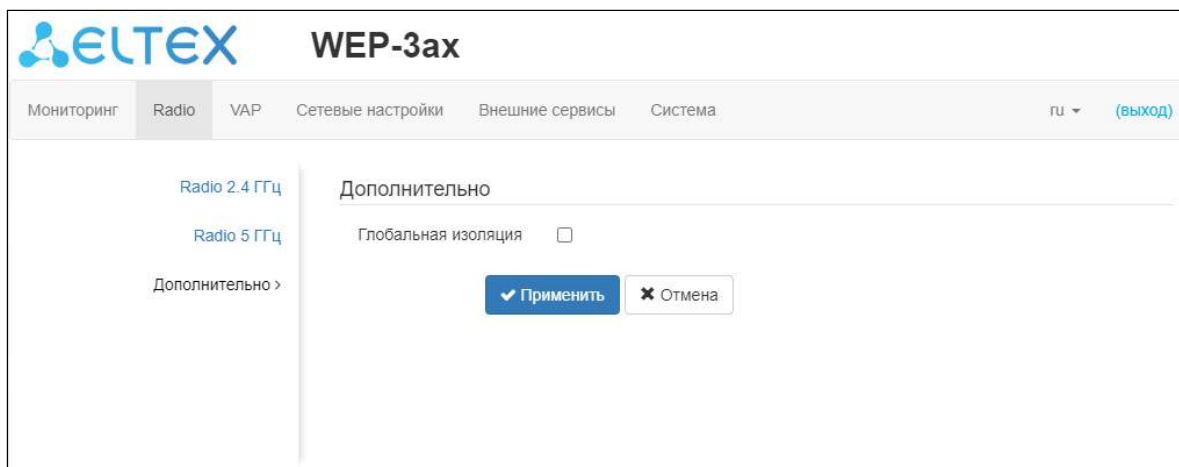 ELTEX WEP-3ax
Мониторинг Radio VAP Сетевые настройки Внешние сервисы Система ru (выход)
Radio 2.4 ГГц
Radio 5 ГГц
Дополнительно >
Дополнительно
Глобальная изоляция
Применить Отмена